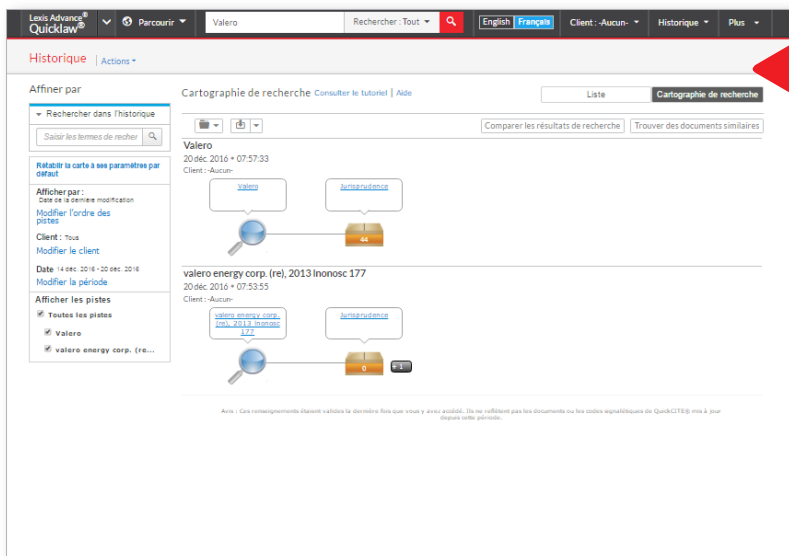 Lexis Advance®
Quicklaw®
Parcourir
Valero
Rechercher : Tout
English Français
Client : -Aucun-
Historique
Plus
Historique | Actions
Affiner par
Cartographie de recherche Consulter le tutoriel | Aide
Liste
Cartographie de recherche
Rechercher dans l'historique
Saisir les termes de recher
Comparer les résultats de recherche
Trouver des documents similaires
Rétablir la carte à ses paramètres par
défaut
Afficher par :
Date de la dernière modification
Modifier l'ordre des
pistes
Client : Tous
Modifier le client
Date 14 déc. 2016 - 20 déc. 2016
Modifier la période
Afficher les pistes
Toutes les pistes
Valero
valero energy corp. (re...
Valero
20 déc. 2016 • 07:57:33
Client : -Aucun-
Valero
Jurisprudence
44
valero energy corp. (re), 2013 lnonosc 177
20 déc. 2016 • 07:53:55
Client : -Aucun-
valero energy corp.
(re), 2013 lnonosc
177
Jurisprudence
0
+ 1
Avis : Ces renseignements étaient valides la dernière fois que vous y avez accédé. Ils ne reflètent pas les documents ou les codes signalétiques de QuickCITE® mis à jour
depuis cette période.